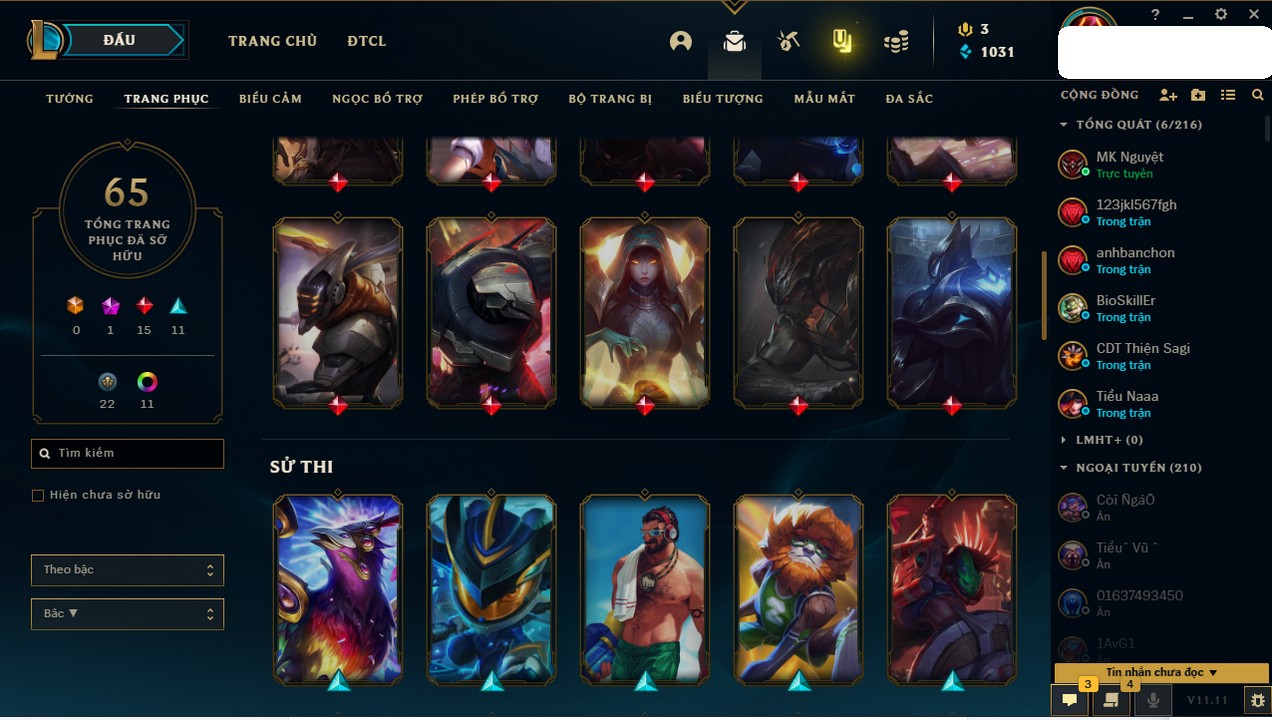 ĐẤU
TRANG CHỦ
ĐTCL
3
1031
?
TƯỚNG
TRANG PHỤC
BIỂU CẢM
NGỌC BỔ TRỢ
PHÉP BỔ TRỢ
BỘ TRANG BỊ
BIỂU TƯỢNG
MẪU MẮT
ĐA SẮC
65
TỔNG TRANG
PHỤC ĐÃ SỞ
HỮU
0 1 15 11
22 11
Tìm kiếm
Hiện chưa sở hữu
Theo bậc
Bậc ▼
SỬ THI
CỘNG ĐỒNG
TỔNG QUÁT (6/216)
MK Nguyệt
Trực tuyến
123jkl567fgh
Trong trận
anhbanchon
Trong trận
BioSkillEr
Trong trận
CDT Thiện Sagi
Trong trận
Tiểu Naaa
Trong trận
LMHT+ (0)
NGOẠI TUYẾN (210)
Còi ÑgáÖ
Ẩn
Tiểuˆ Vũ ˆ
Ẩn
01637493450
Ẩn
1AvG1
Ẩn
Tin nhắn chưa đọc ▼
3
4
V11.11